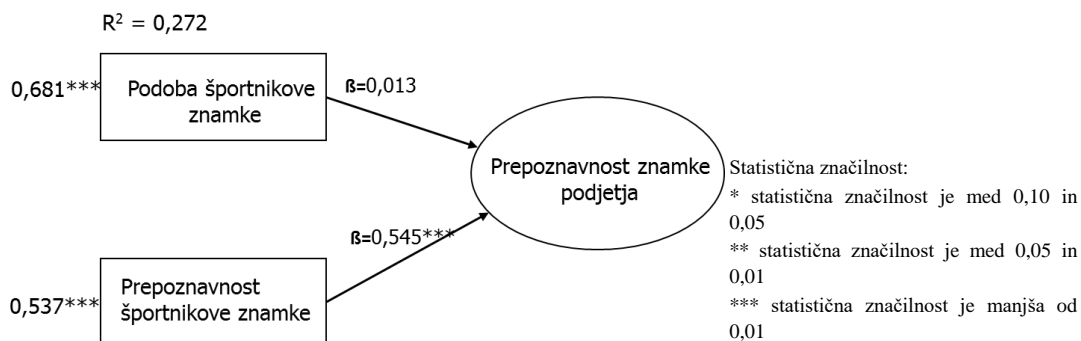 R² = 0,272
0,681***
Podoba športnikove
znamke
ß=0,013
Prepoznavnost znamke
podjetja
ß=0,545***
0,537***
Prepoznavnost
športnikove znamke
Statistična značilnost:
* statistična značilnost je med 0,10 in
0,05
** statistična značilnost je med 0,05 in
0,01
*** statistična značilnost je manjša od
0,01